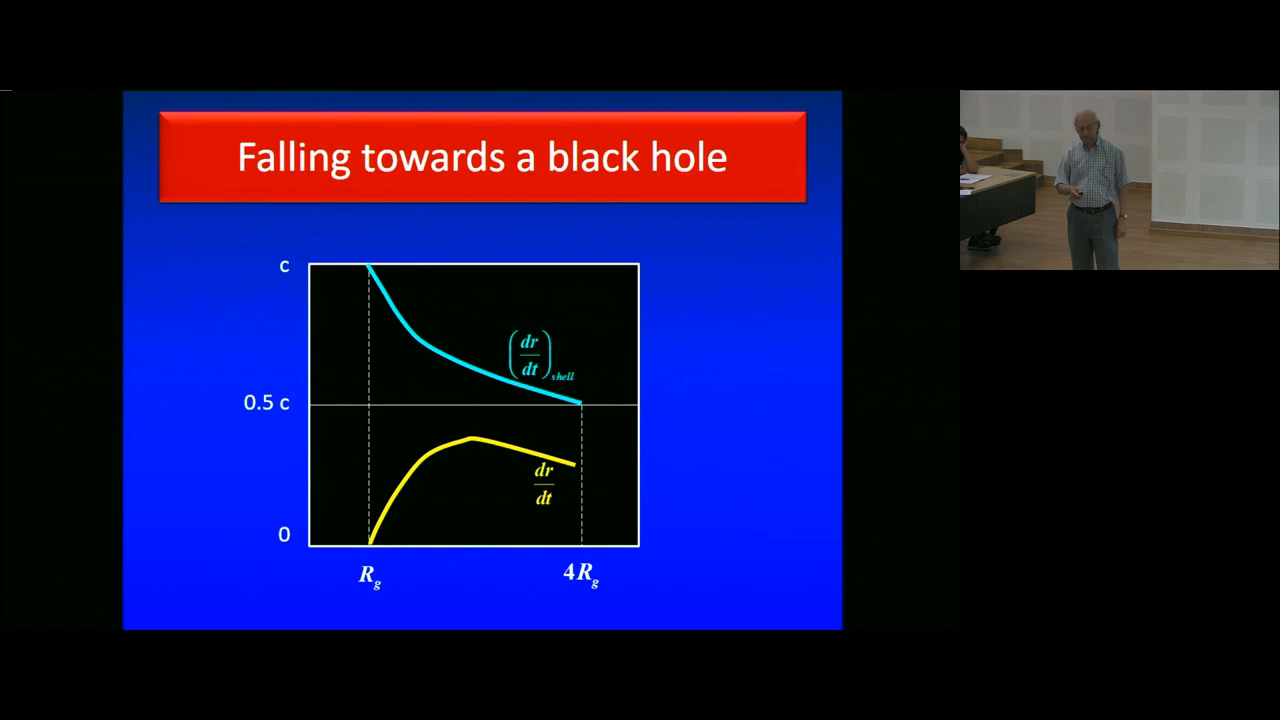 Falling towards a black hole
c
(dr/dt)shell
0.5 c
dr/dt
0
Rg
4Rg